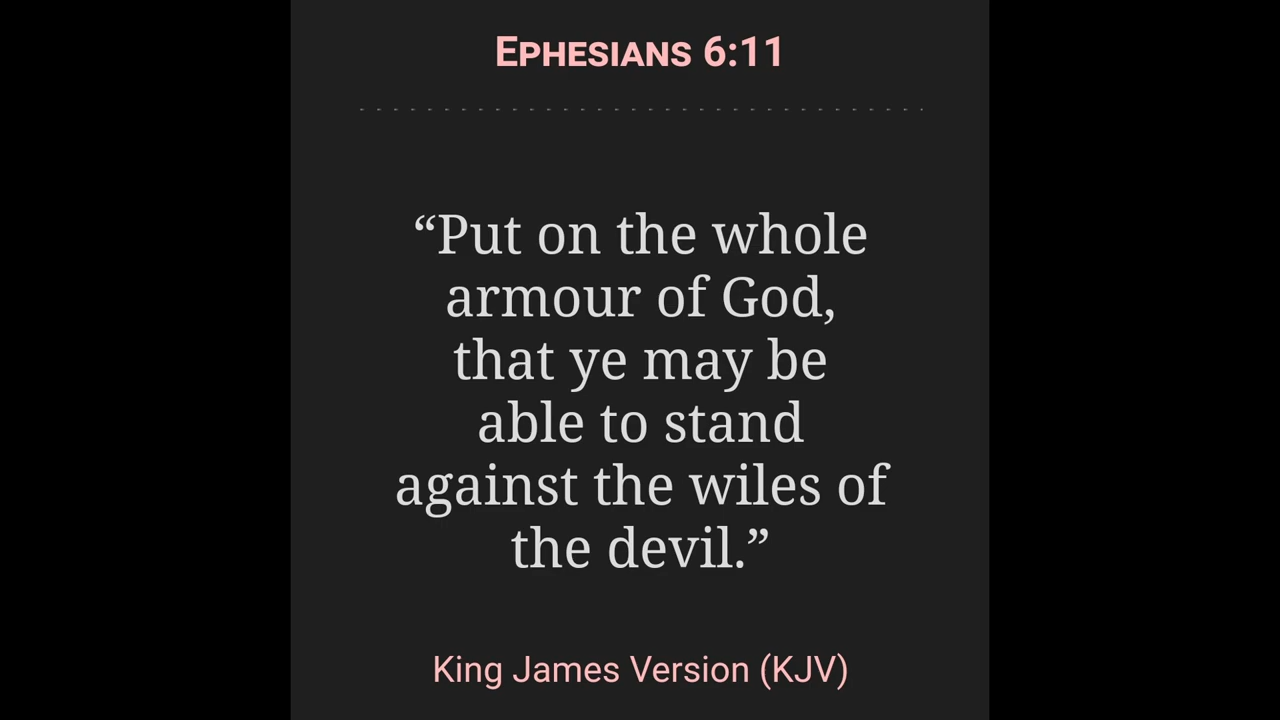 Ephesians 6:11
“Put on the whole
armour of God,
that ye may be
able to stand
against the wiles of
the devil.”
King James Version (KJV)